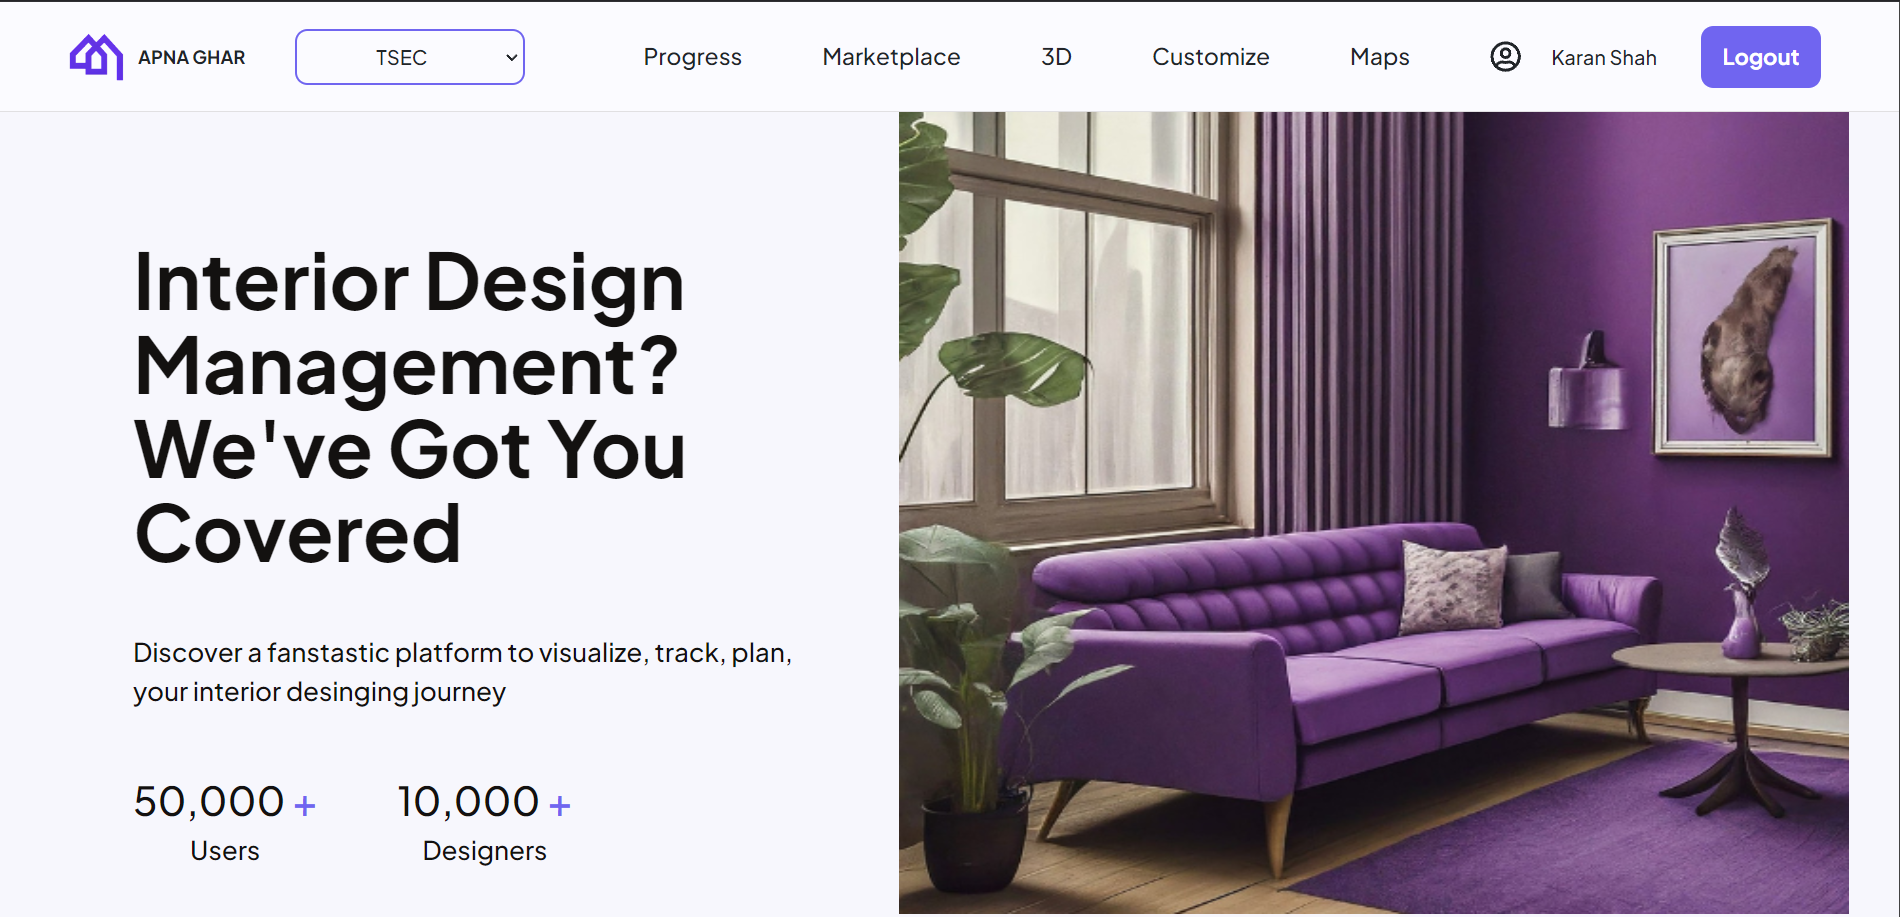 APNA GHAR
TSEC
Progress
Marketplace
3D
Customize
Maps
Karan Shah
Logout
Interior Design
Management?
We've Got You
Covered
Discover a fanstastic platform to visualize, track, plan,
your interior desinging journey
50,000 +
Users
10,000 +
Designers